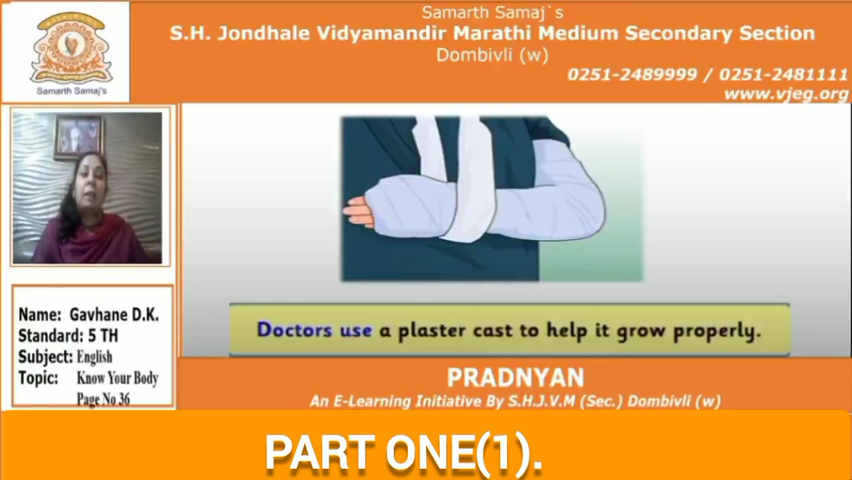 Samarth Samaj`s
S.H. Jondhale Vidyamandir Marathi Medium Secondary Section
Dombivli (w)
0251-2489999 / 0251-2481111
www.vjeg.org
Samarth Samaj's
Name: Gavhane D.K.
Standard: 5 TH
Subject: English
Topic: Know Your Body
Page No 36
Doctors use a plaster cast to help it grow properly.
PRADNYAN
An E-Learning Initiative By S.H.J.V.M (Sec.) Dombivli (w)
PART ONE(1).